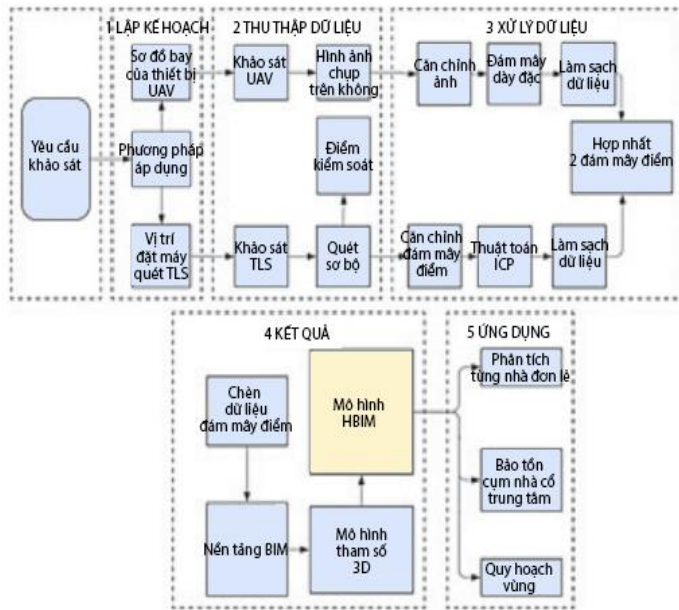 1 LẬP KẾ HOẠCH
2 THU THẬP DỮ LIỆU
3 XỬ LÝ DỮ LIỆU
Yêu cầu
khảo sát
Sơ đồ bay
của thiết bị
UAV
Phương pháp
áp dụng
Vị trí
đặt máy
quét TLS
Khảo sát
UAV
Hình ảnh
chụp
trên không
Điểm
kiểm soát
Khảo sát
TLS
Quét
sơ bộ
Căn chỉnh
ảnh
Đám mây
dày đặc
Làm sạch
dữ liệu
Hợp nhất
2 đám mây điểm
Căn chỉnh
đám mây
điểm
Thuật toán
ICP
Làm sạch
dữ liệu
4 KẾT QUẢ
Chèn
dữ liệu
đám mây điểm
Mô hình
HBIM
Nền tảng BIM
Mô hình
tham số
3D
5 ỨNG DỤNG
Phân tích
từng nhà đơn lẻ
Bảo tồn
cụm nhà cổ
trung tâm
Quy hoạch
vùng